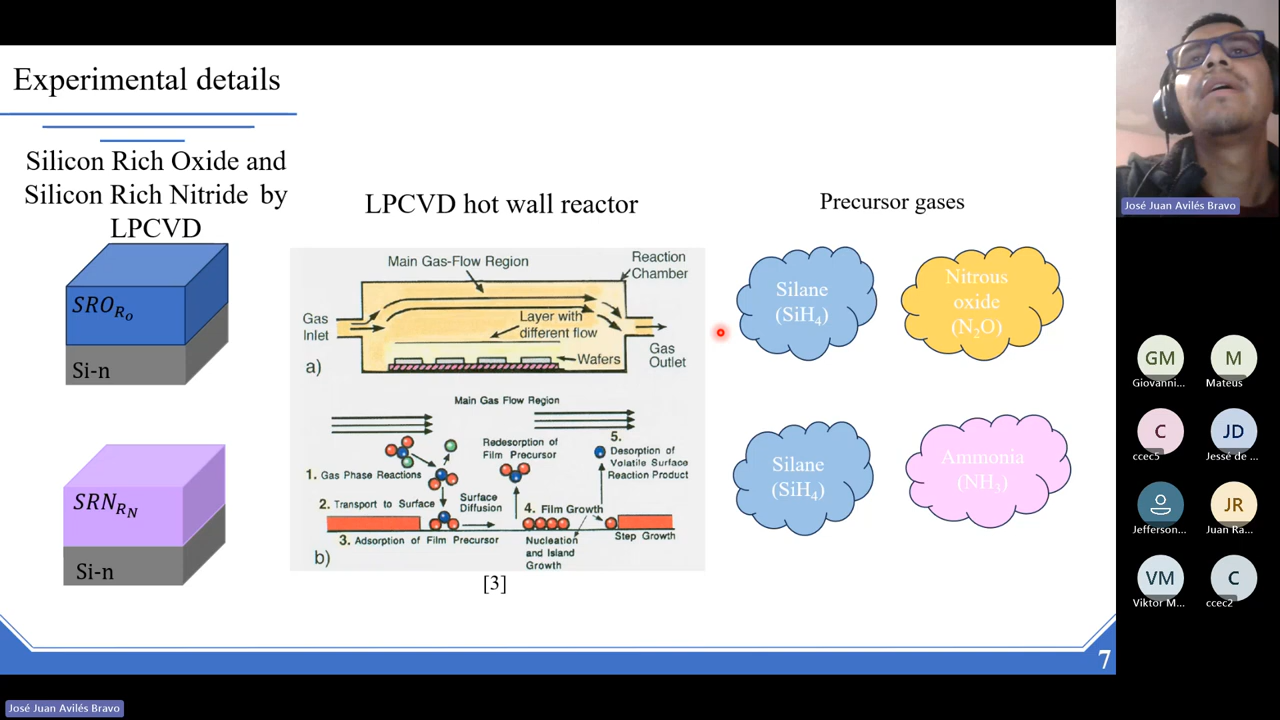 Experimental details
Silicon Rich Oxide and
Silicon Rich Nitride by
LPCVD
SRO_{R_O}
Si-n
SRN_{R_N}
Si-n
LPCVD hot wall reactor
Main Gas-Flow Region
Reaction
Chamber
Gas
Inlet
Layer with
different flow
Wafers
Gas
Outlet
a)
Main Gas Flow Region
1. Gas Phase Reactions
Redesorption of
Film Precursor
5.
Desorption of
Volatile Surface
Reaction Product
2. Transport to Surface
Surface
Diffusion
4. Film Growth
3. Adsorption of Film Precursor
Nucleation
and Island
Growth
Step Growth
b)
[3]
Precursor gases
Silane
(SiH₄)
Nitrous
oxide
(N₂O)
Silane
(SiH₄)
Ammonia
(NH₃)
7
José Juan Avilés Bravo
GM
Giovanni...
M
Mateus
C
ccec5
JD
Jessé de ...
Jefferson...
JR
Juan Ra...
VM
Viktor M...
C
ccec2
José Juan Avilés Bravo